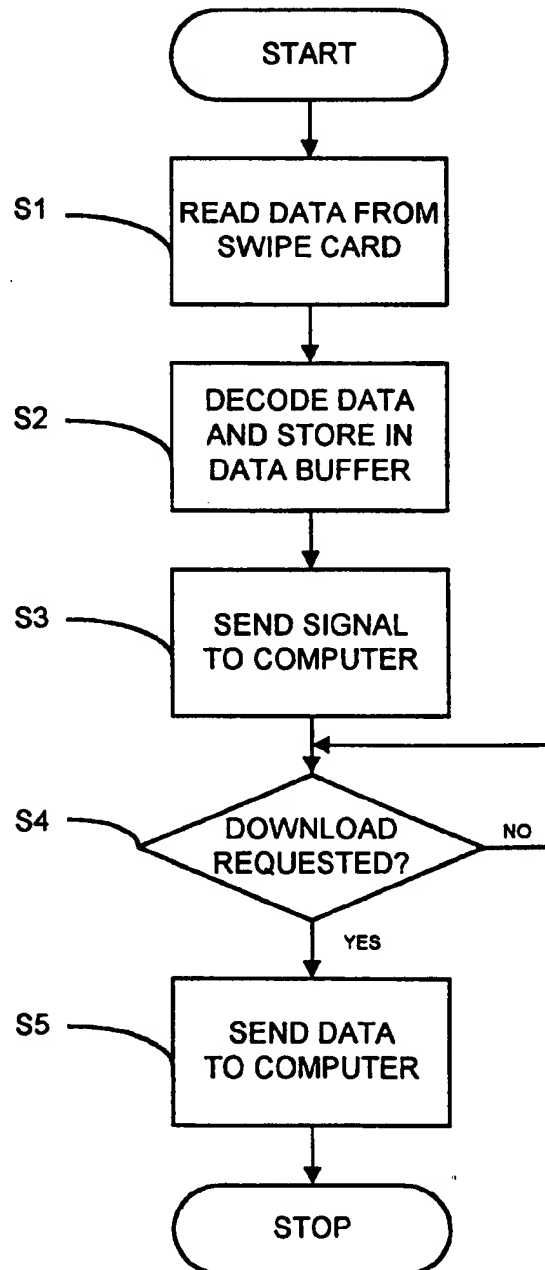 START
S1
READ DATA FROM
SWIPE CARD
S2
DECODE DATA
AND STORE IN
DATA BUFFER
S3
SEND SIGNAL
TO COMPUTER
S4
DOWNLOAD
REQUESTED?
NO
YES
S5
SEND DATA
TO COMPUTER
STOP